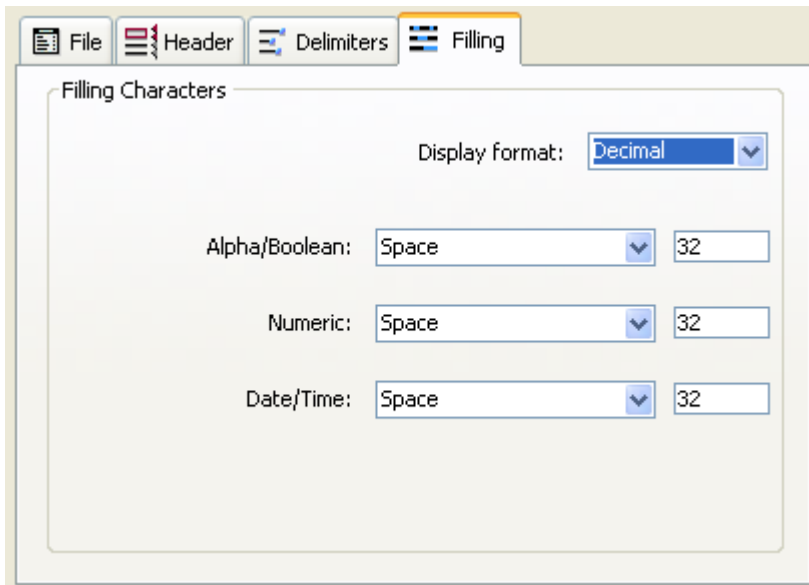 File Header Delimiters Filling
Filling Characters
Display format: Decimal
Alpha/Boolean: Space 32
Numeric: Space 32
Date/Time: Space 32